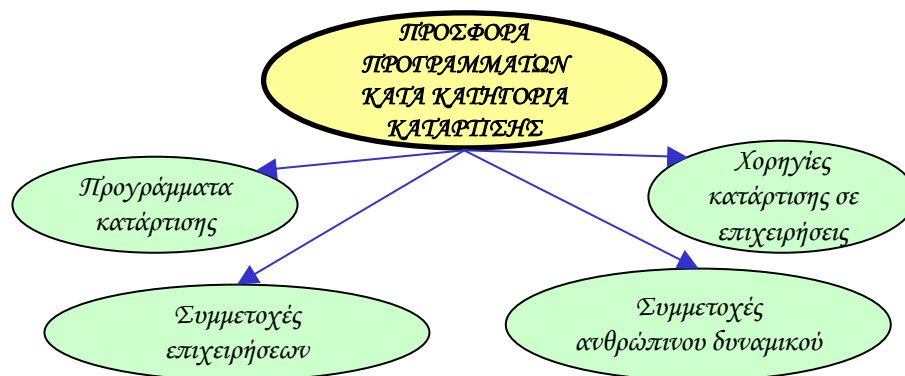 ΠΡΟΣΦΟΡΑ
ΠΡΟΓΡΑΜΜΑΤΩΝ
ΚΑΤΑ ΚΑΤΗΓΟΡΙΑ
ΚΑΤΑΡΤΙΣΗΣ
Προγράμματα
κατάρτισης
Χορηγίες
κατάρτισης σε
επιχειρήσεις
Συμμετοχές
επιχειρήσεων
Συμμετοχές
ανθρώπινου δυναμικού